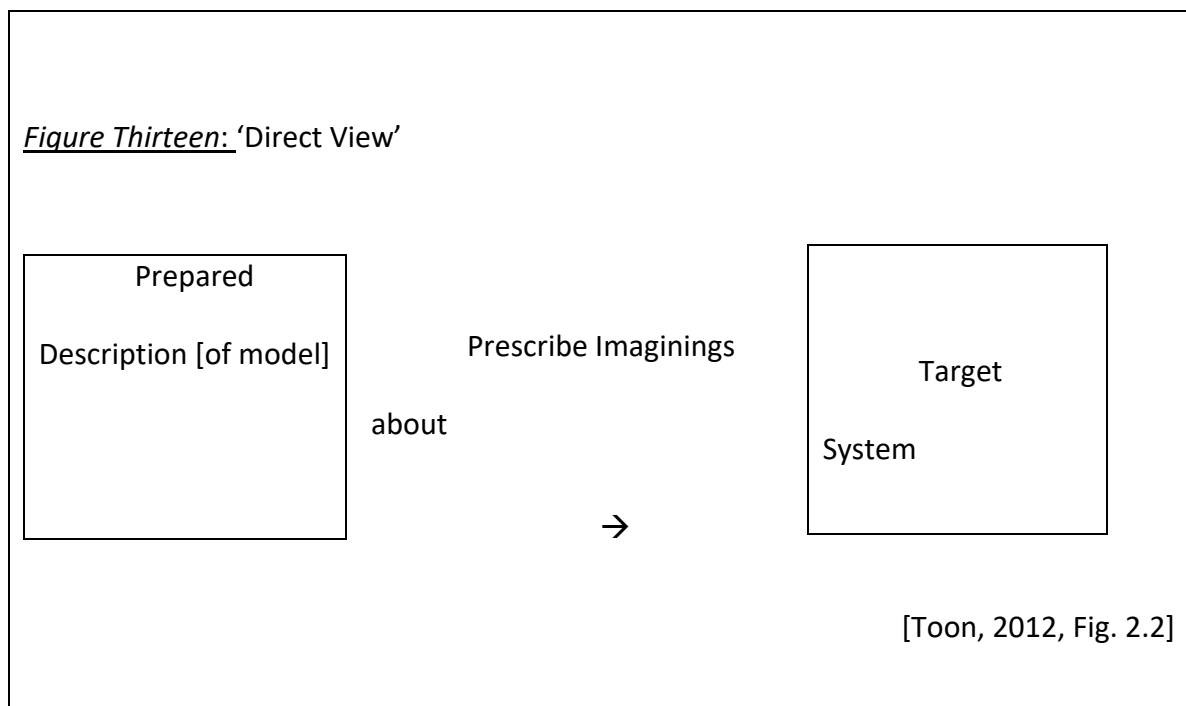 Figure Thirteen: ‘Direct View’
Prepared
Description [of model]
Prescribe Imaginings
about
→
Target
System
[Toon, 2012, Fig. 2.2]